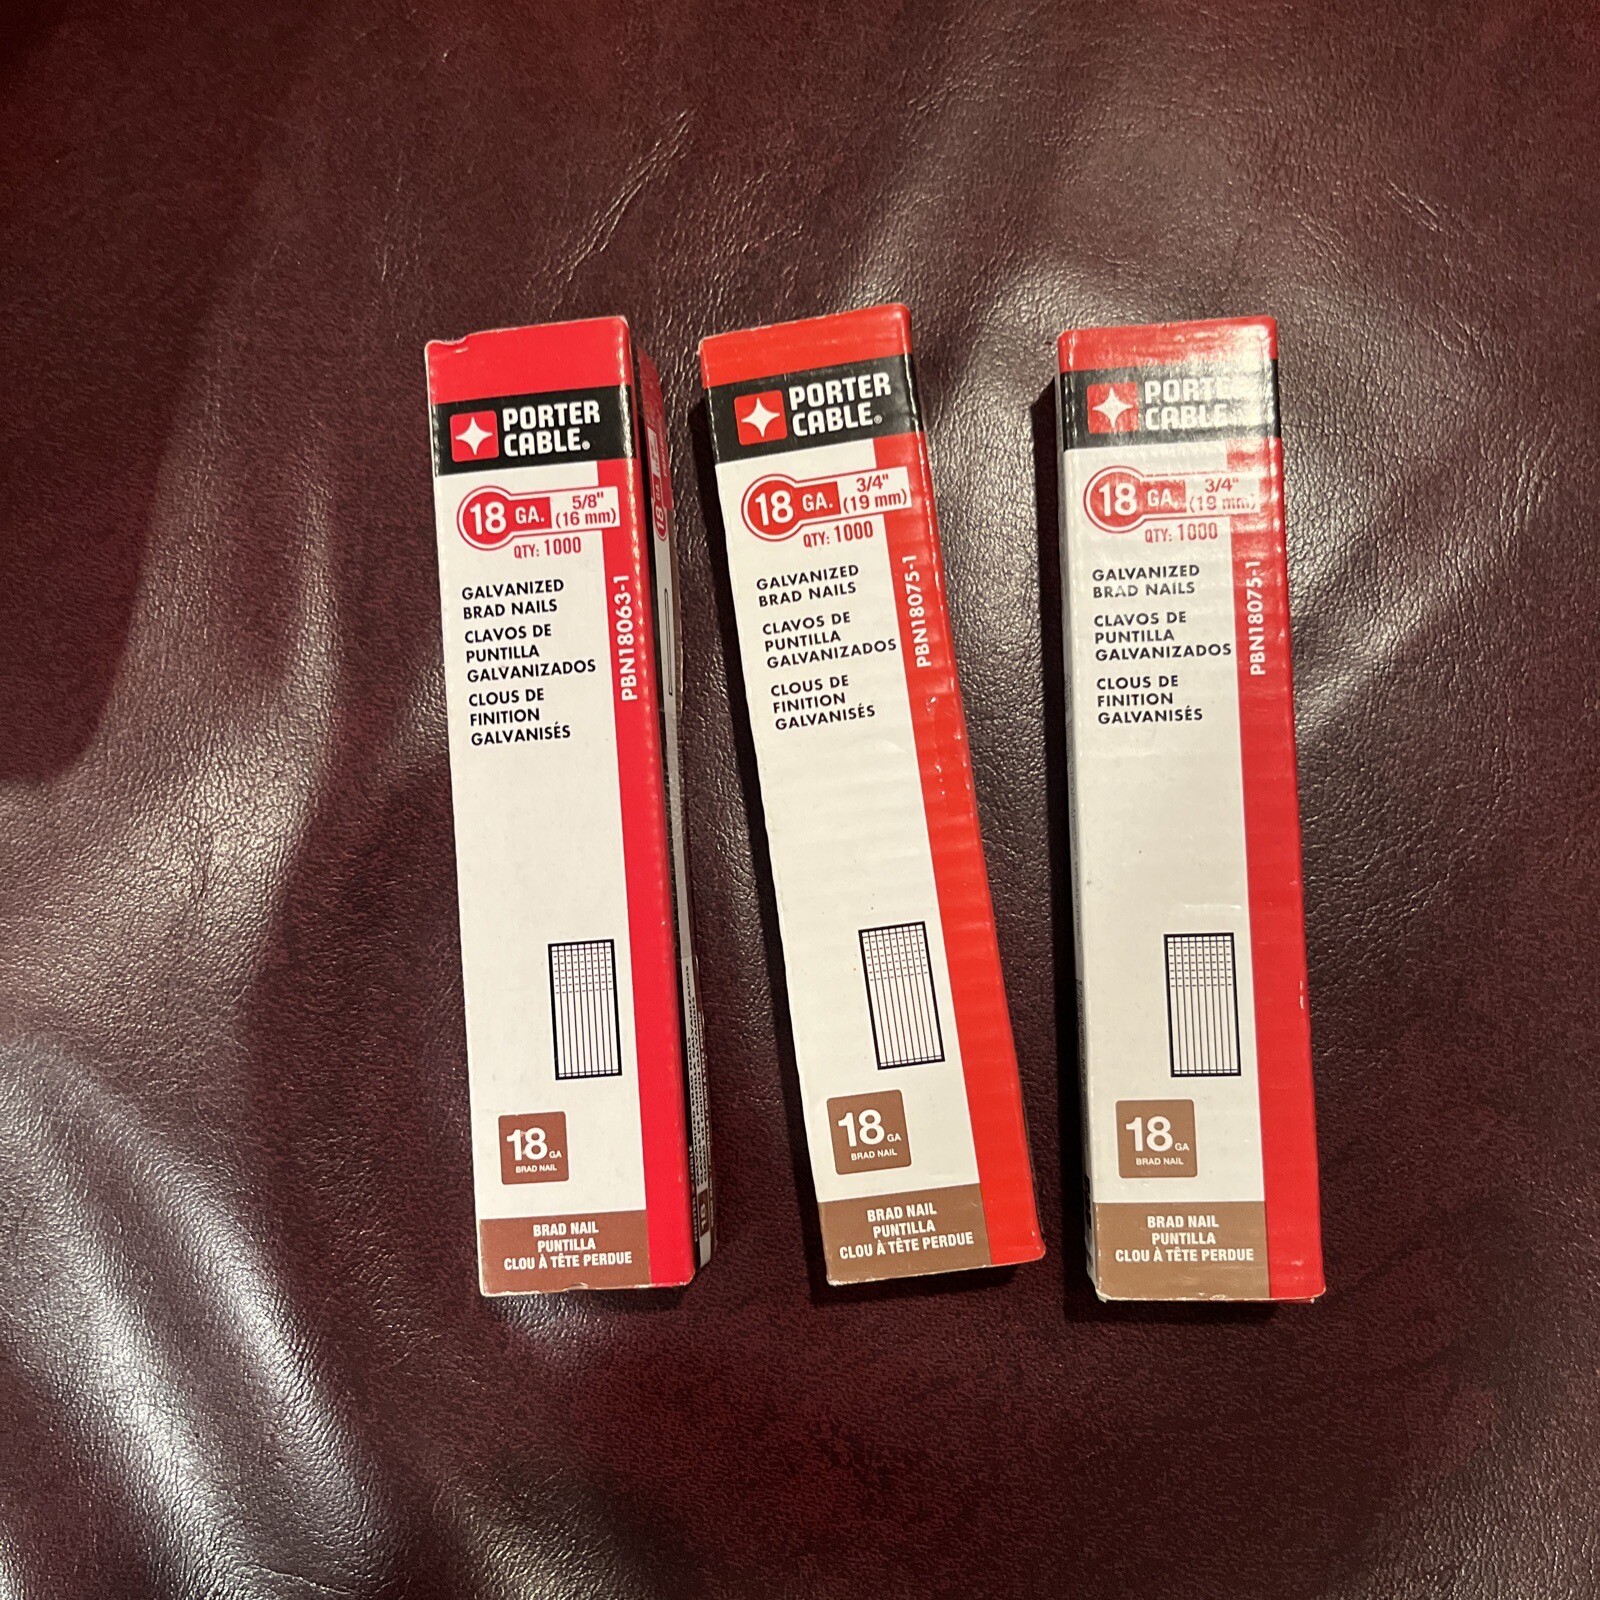 PORTER
CABLE®
18 GA. 5/8"
(16 mm)
QTY: 1000
GALVANIZED
BRAD NAILS
CLAVOS DE
PUNTILLA
GALVANIZADOS
CLOUS DE
FINITION
GALVANISÉS
PBN18063-1
18 GA
BRAD NAIL
BRAD NAIL
PUNTILLA
CLOU À TÊTE PERDUE
PORTER
CABLE®
18 GA. 3/4"
(19 mm)
QTY: 1000
GALVANIZED
BRAD NAILS
CLAVOS DE
PUNTILLA
GALVANIZADOS
CLOUS DE
FINITION
GALVANISÉS
PBN18075-1
18 GA
BRAD NAIL
BRAD NAIL
PUNTILLA
CLOU À TÊTE PERDUE
PORTER
CABLE
18 GA. 3/4"
(19 mm)
QTY: 1000
GALVANIZED
BRAD NAILS
CLAVOS DE
PUNTILLA
GALVANIZADOS
CLOUS DE
FINITION
GALVANISÉS
PBN18075-1
18 GA
BRAD NAIL
BRAD NAIL
PUNTILLA
CLOU À TÊTE PERDUE